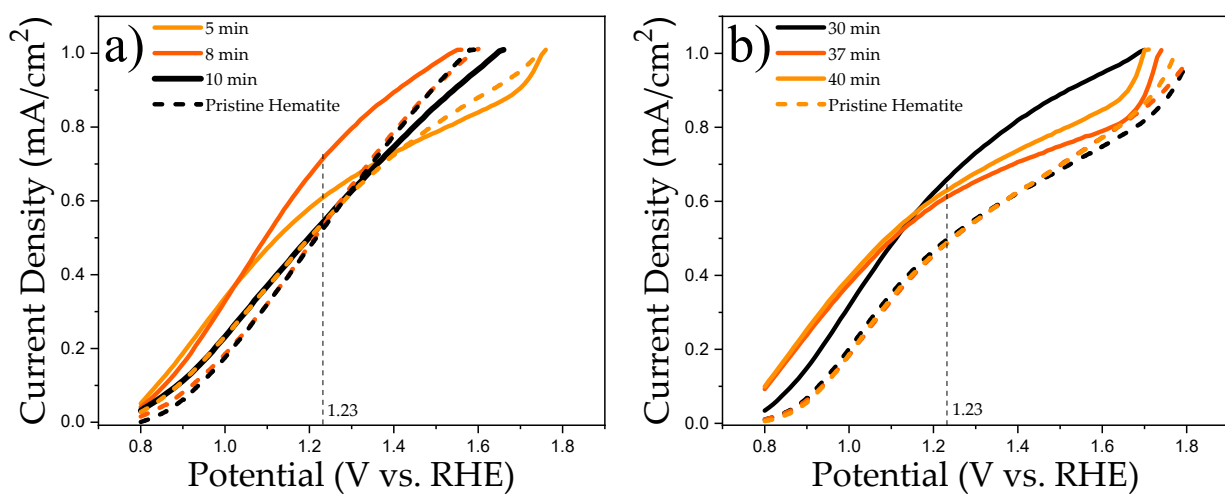 a)
5 min
8 min
10 min
Pristine Hematite
Current Density (mA/cm²)
1.0
0.8
0.6
0.4
0.2
0.0
1.23
0.8 1.0 1.2 1.4 1.6 1.8
Potential (V vs. RHE)
b)
30 min
37 min
40 min
Pristine Hematite
Current Density (mA/cm²)
1.0
0.8
0.6
0.4
0.2
0.0
1.23
0.8 1.0 1.2 1.4 1.6 1.8
Potential (V vs. RHE)